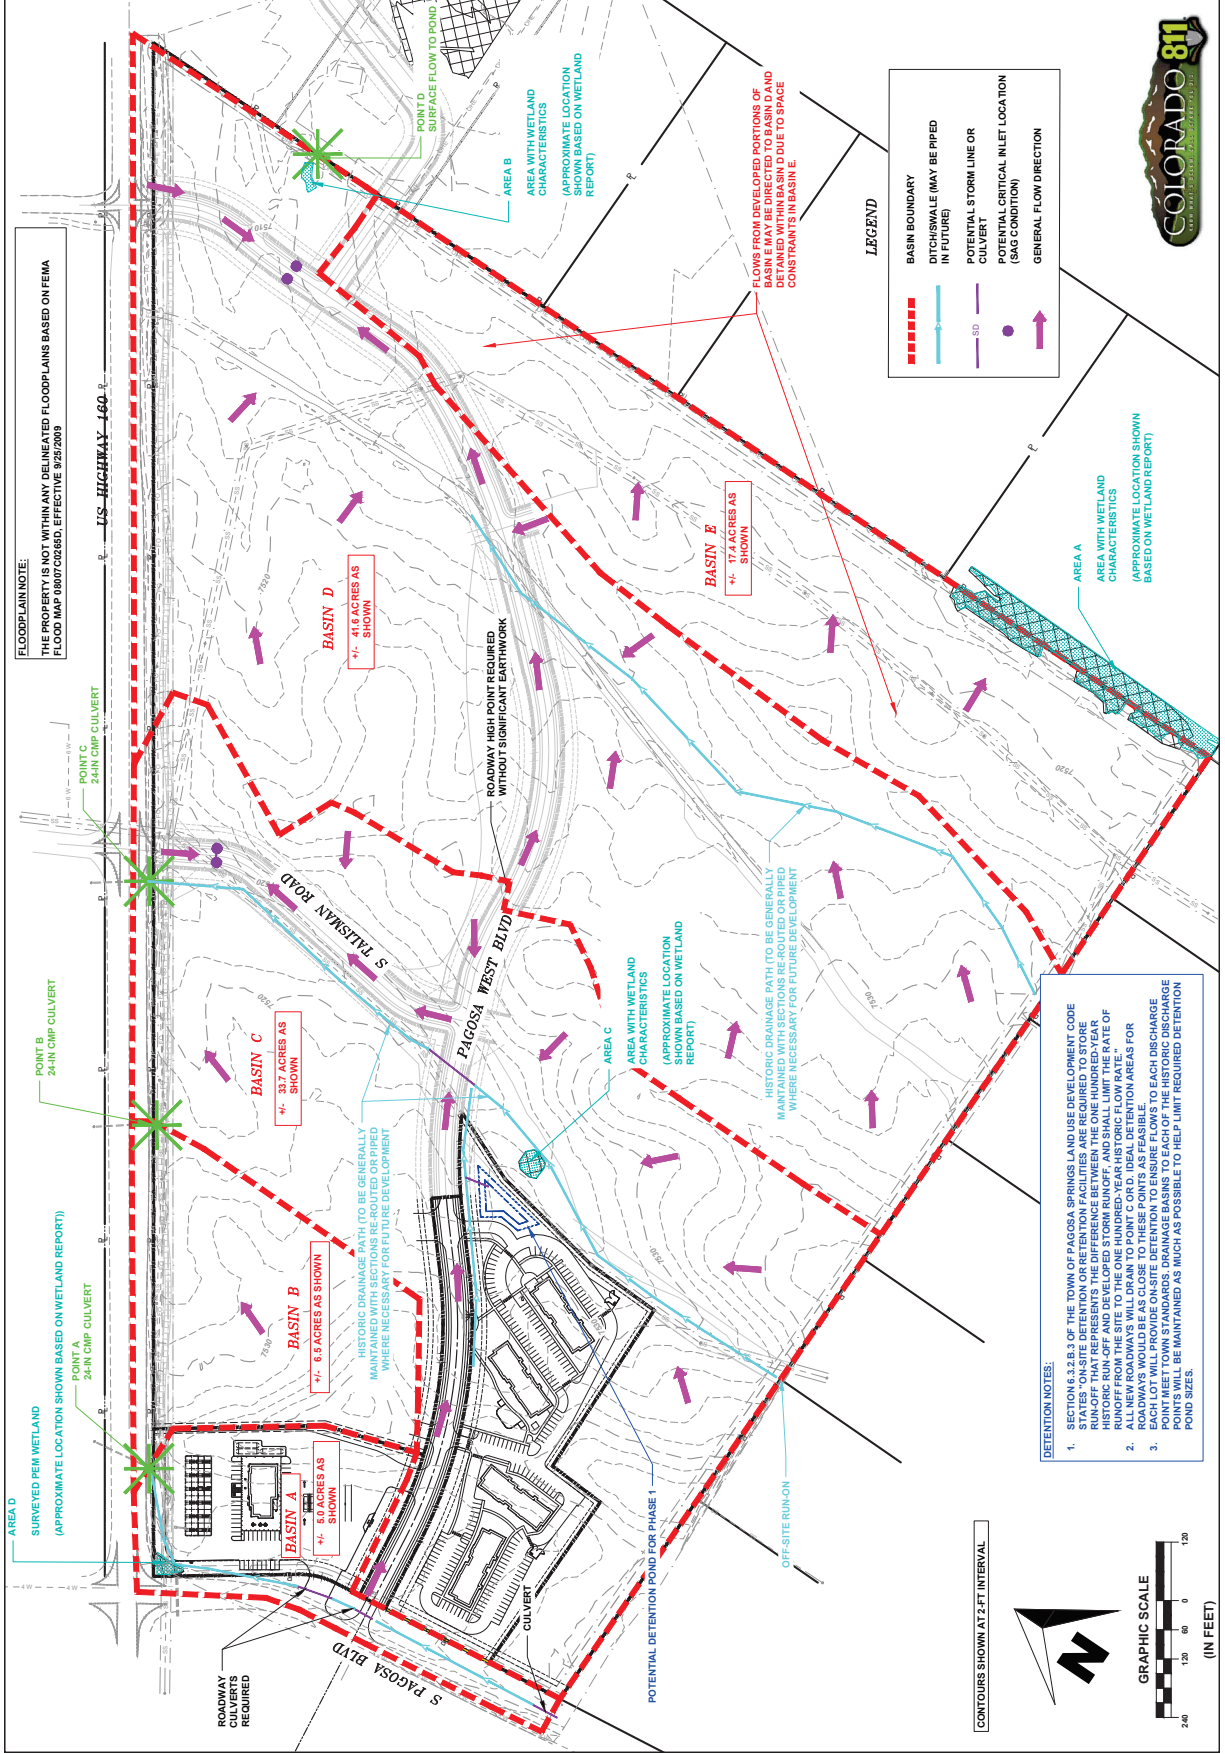 FLOODPLAIN NOTE:
THE PROPERTY IS NOT WITHIN ANY DELINEATED FLOODPLAINS BASED ON FEMA
FLOOD MAP 08007C0265D, EFFECTIVE 9/25/2009
US HIGHWAY 160
AREA D
SURVEYED PEM WETLAND
(APPROXIMATE LOCATION SHOWN BASED ON WETLAND REPORT))
POINT A
24-IN CMP CULVERT
POINT B
24-IN CMP CULVERT
POINT C
24-IN CMP CULVERT
POINT D
SURFACE FLOW TO POND
AREA B
AREA WITH WETLAND
CHARACTERISTICS
(APPROXIMATE LOCATION
SHOWN BASED ON WETLAND
REPORT)
BASIN A
+/- 5.0 ACRES AS
SHOWN
BASIN B
+/- 6.5 ACRES AS SHOWN
BASIN C
+/- 33.7 ACRES AS
SHOWN
BASIN D
+/- 41.6 ACRES AS
SHOWN
BASIN E
+/- 17.4 ACRES AS
SHOWN
S TALISMAN ROAD
PAGOSA WEST BLVD
S PAGOSA BLVD
ROADWAY HIGH POINT REQUIRED
WITHOUT SIGNIFICANT EARTHWORK
HISTORIC DRAINAGE PATH (TO BE GENERALLY
MAINTAINED WITH SECTIONS RE-ROUTED OR PIPED
WHERE NECESSARY FOR FUTURE DEVELOPMENT
HISTORIC DRAINAGE PATH (TO BE GENERALLY
MAINTAINED WITH SECTIONS RE-ROUTED OR PIPED
WHERE NECESSARY FOR FUTURE DEVELOPMENT
AREA C
AREA WITH WETLAND
CHARACTERISTICS
(APPROXIMATE LOCATION
SHOWN BASED ON WETLAND
REPORT)
FLOWS FROM DEVELOPED PORTIONS OF
BASIN E MAY BE DIRECTED TO BASIN D AND
DETAINED WITHIN BASIN D DUE TO SPACE
CONSTRAINTS IN BASIN E.
AREA A
AREA WITH WETLAND
CHARACTERISTICS
(APPROXIMATE LOCATION SHOWN
BASED ON WETLAND REPORT)
ROADWAY
CULVERTS
REQUIRED
CULVERT
POTENTIAL DETENTION POND FOR PHASE 1
OFF-SITE RUN-ON
7510
7520
7520
7520
7520
7530
7530
7530
LEGEND
BASIN BOUNDARY
DITCH/SWALE (MAY BE PIPED
IN FUTURE)
SD
POTENTIAL STORM LINE OR
CULVERT
POTENTIAL CRITICAL INLET LOCATION
(SAG CONDITION)
GENERAL FLOW DIRECTION
COLORADO 811
DETENTION NOTES:
1. SECTION 6.3.2.B.3 OF THE TOWN OF PAGOSA SPRINGS LAND USE DEVELOPMENT CODE
STATES "ON-SITE DETENTION OR RETENTION FACILITIES ARE REQUIRED TO STORE
RUN-OFF THAT REPRESENTS THE DIFFERENCE BETWEEN THE ONE HUNDRED-YEAR
HISTORIC RUN-OFF AND DEVELOPED STORM RUN-OFF, AND SHALL LIMIT THE RATE OF
RUNOFF FROM THE SITE TO THE ONE HUNDRED-YEAR HISTORIC FLOW RATE."
2. ALL NEW ROADWAYS WILL DRAIN TO POINT C OR D. IDEAL DETENTION AREAS FOR
ROADWAYS WOULD BE AS CLOSE TO THESE POINTS AS FEASIBLE.
3. EACH LOT WILL PROVIDE ON-SITE DETENTION TO ENSURE FLOWS TO EACH DISCHARGE
POINT MEET TOWN STANDARDS. DRAINAGE BASINS TO EACH OF THE HISTORIC DISCHARGE
POINTS WILL BE MAINTAINED AS MUCH AS POSSIBLE TO HELP LIMIT REQUIRED DETENTION
POND SIZES.
CONTOURS SHOWN AT 2-FT INTERVAL
N
GRAPHIC SCALE
240 120 60 0 120
(IN FEET)